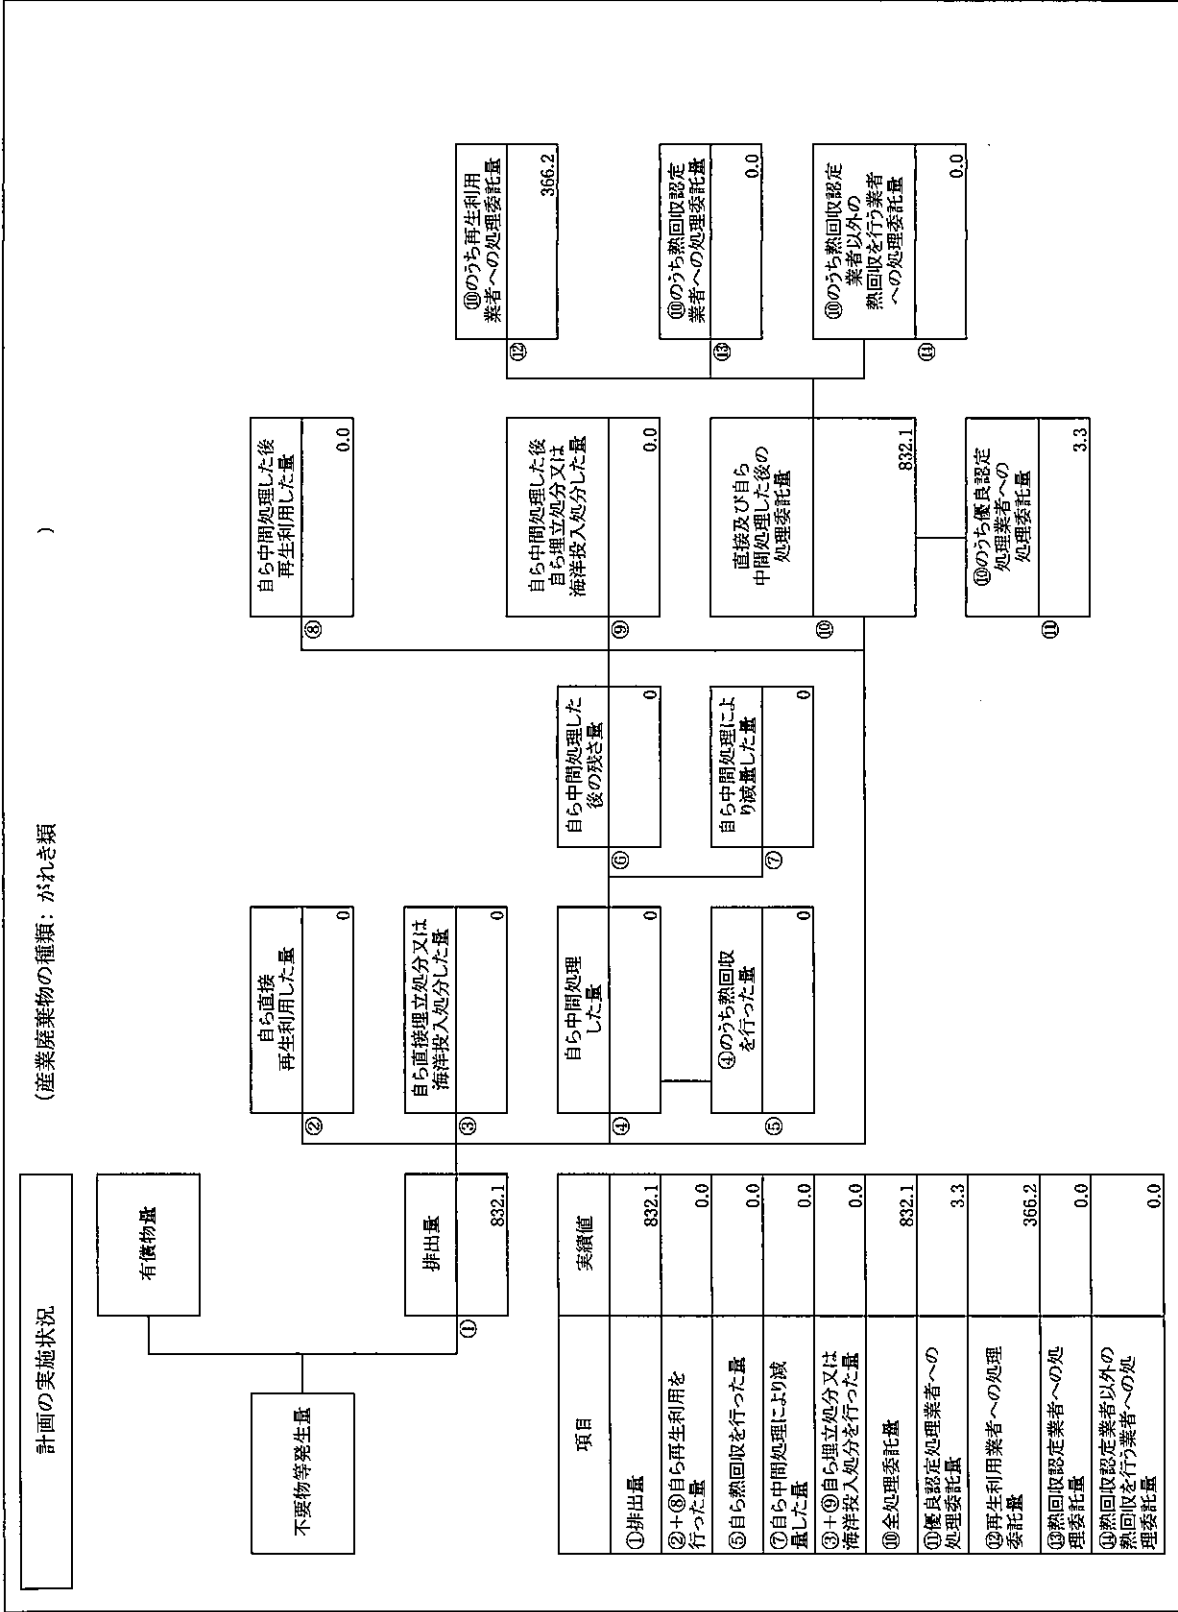 計画の実施状況
(産業廃棄物の種類: がれき類
)
不要物等発生量
有償物量
①
排出量
832.1
②
自ら直接
再生利用した量
0
③
自ら直接埋立処分又は
海洋投入処分した量
0
④
自ら中間処理
した量
0
⑤
④のうち熱回収
を行った量
0
⑥
自ら中間処理した
後の残さ量
0
⑦
自ら中間処理によ
り減量した量
0
⑧
自ら中間処理した後
再生利用した量
0.0
⑨
自ら中間処理した後
自ら埋立処分又は
海洋投入処分した量
0.0
⑩
直接及び自ら
中間処理した後の
処理委託量
832.1
⑪
⑩のうち優良認定
処理業者への
処理委託量
3.3
⑫
⑩のうち再生利用
業者への処理委託量
366.2
⑬
⑩のうち熱回収認定
業者への処理委託量
0.0
⑭
⑩のうち熱回収認定
業者以外の
熱回収を行う業者
への処理委託量
0.0
項目
実績値
①排出量
832.1
②+⑧自ら再生利用を
行った量
0.0
⑤自ら熱回収を行った量
0.0
⑦自ら中間処理により減
量した量
0.0
③+⑨自ら埋立処分又は
海洋投入処分を行った量
0.0
⑩全処理委託量
832.1
⑪優良認定処理業者への
処理委託量
3.3
⑫再生利用業者への処理
委託量
366.2
⑬熱回収認定業者への処
理委託量
0.0
⑭熱回収認定業者以外の
熱回収を行う業者への処
理委託量
0.0